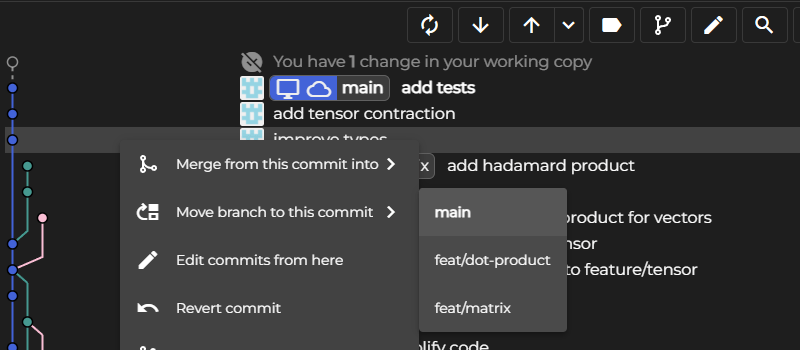 You have 1 change in your working copy
main add tests
add tensor contraction
improve types
Merge from this commit into
x add hadamard product
Move branch to this commit
main
product for vectors
Edit commits from here
feat/dot-product
to feature/tensor
Revert commit
feat/matrix
code